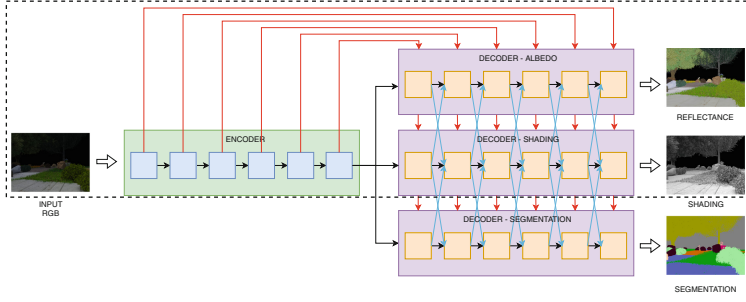 DECODER - ALBEDO
REFLECTANCE
ENCODER
DECODER - SHADING
INPUT
RGB
SHADING
DECODER - SEGMENTATION
SEGMENTATION